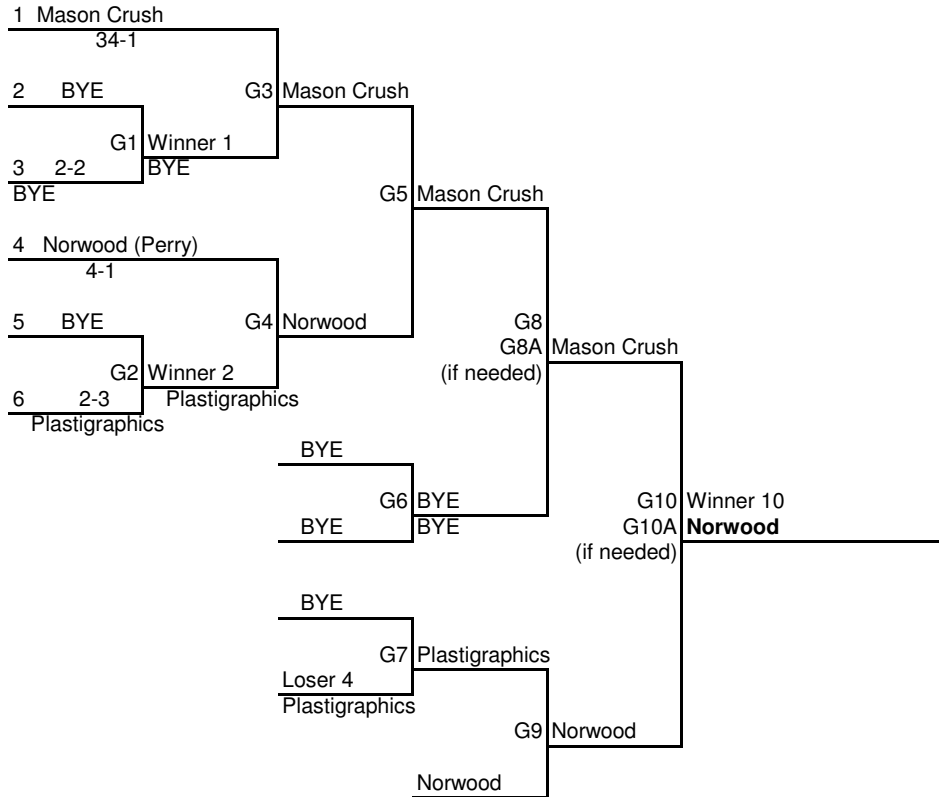 1 Mason Crush
34-1
2 BYE
G3 Mason Crush
G1 Winner 1
3 2-2
BYE
BYE
G5 Mason Crush
4 Norwood (Perry)
4-1
5 BYE
G4 Norwood
G8
G8A Mason Crush
(if needed)
G2 Winner 2
6 2-3
Plastigraphics
Plastigraphics
BYE
G6 BYE
BYE
BYE
G10 Winner 10
G10A Norwood
(if needed)
BYE
G7 Plastigraphics
Loser 4
Plastigraphics
G9 Norwood
Norwood